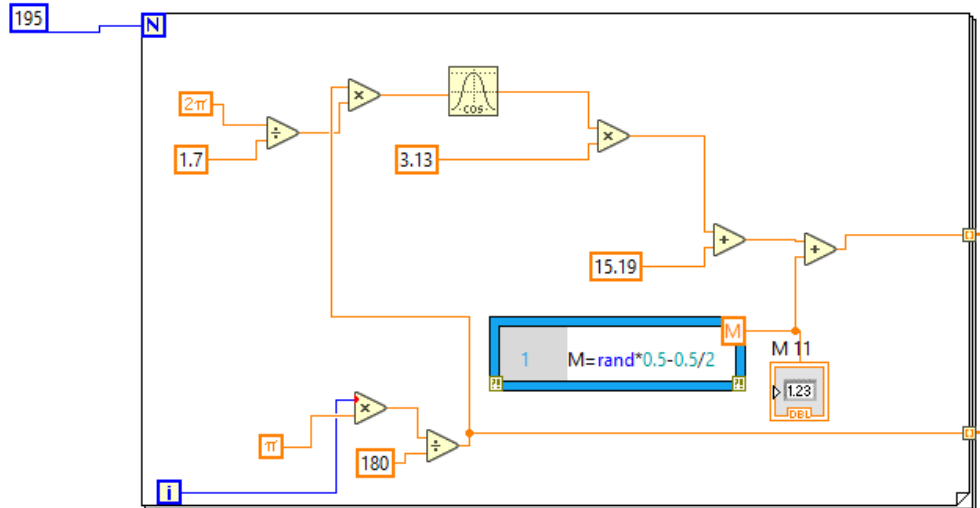 195
N
2π
÷
1.7
×
COS
3.13
×
+
15.19
+
M
1 M=rand*0.5-0.5/2
?!
?!
M 11
1.23
DBL
×
π
÷
180
i